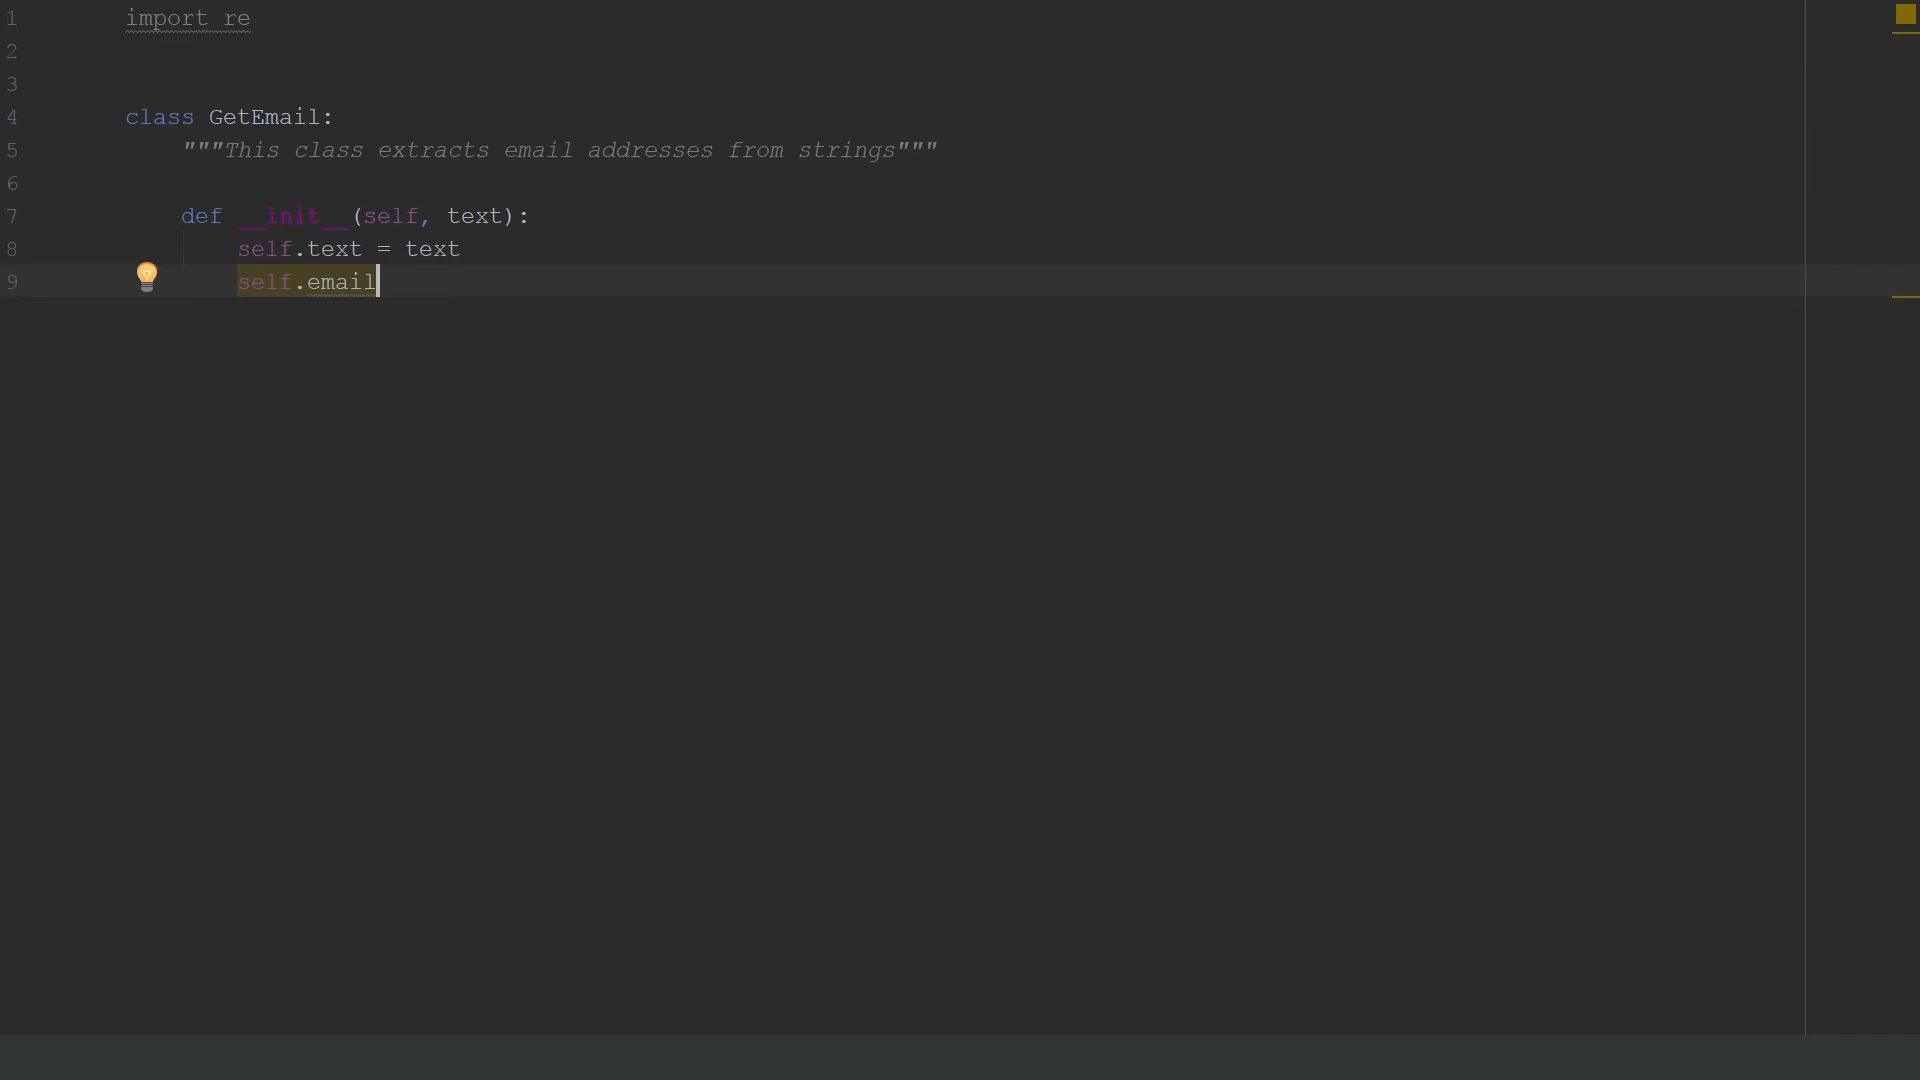 1 import re
2
3
4 class GetEmail:
5 """This class extracts email addresses from strings"""
6
7 def __init__(self, text):
8 self.text = text
9 self.email